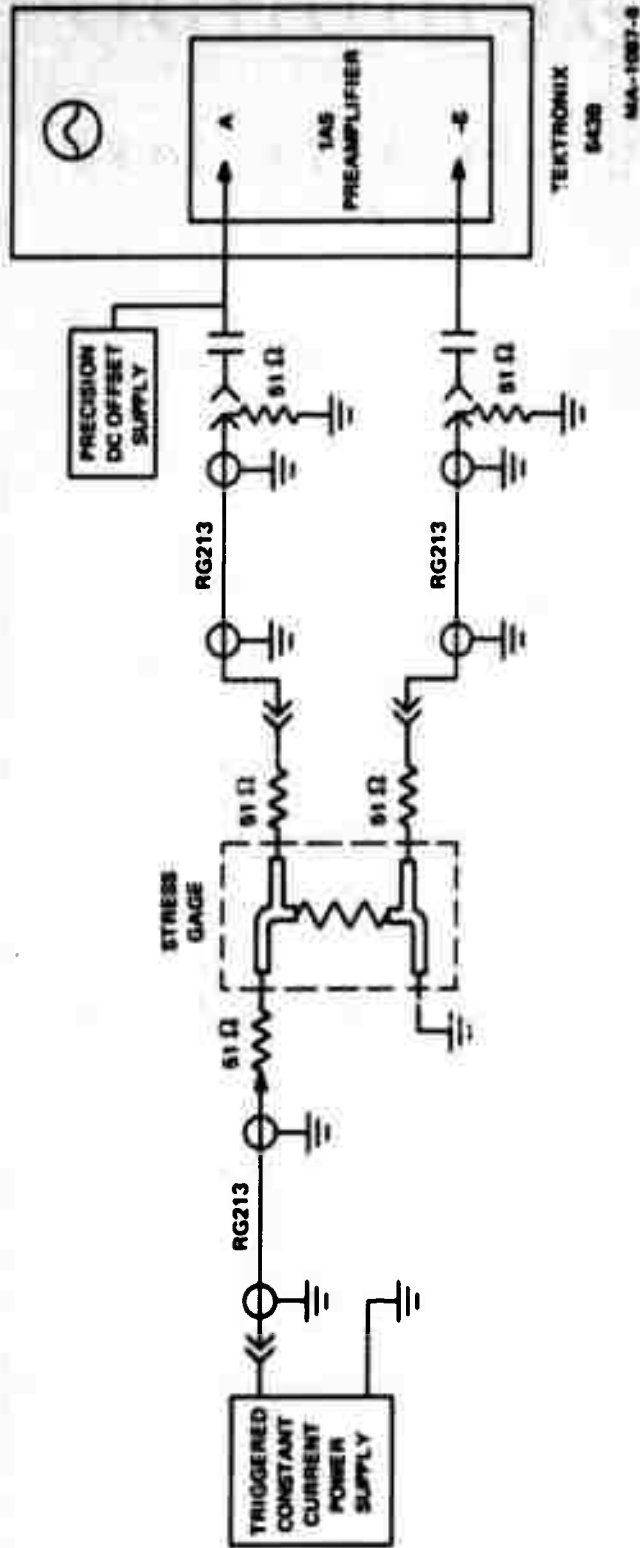 TRIGGERED
CONSTANT
CURRENT
POWER
SUPPLY
RG213
51 Ω
STRESS
GAGE
51 Ω
51 Ω
RG213
RG213
51 Ω
51 Ω
PRECISION
DC OFFSET
SUPPLY
A
1A5
PREAMPLIFIER
TEKTRONIX